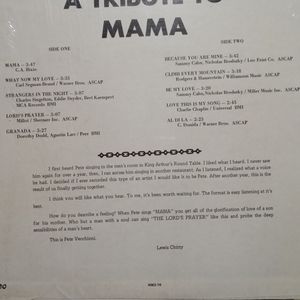 A TRIBUTE TO
MAMA
SIDE ONE
MAMA - 3:47
C.A. Bixio
WHAT NOW MY LOVE - 2:31
Carl Segman-Breaut / Warner Bros. ASCAP
STRANGERS IN THE NIGHT - 3:07
Charles Singelton, Eddie Snyder, Bert Kaempert
MCA Records BMI
LORD'S PRAYER - 3:07
Miled / Shermer Inc. ASCAP
GRANADA - 3:27
Dorothy Dodd, Agustin Lare / Peer BMI
SIDE TWO
BECAUSE YOU ARE MINE - 3:42
Sammy Cahn, Nicholas Brodszky / Leo Feist Co. ASCAP
CLIMB EVERY MOUNTAIN - 3:18
Rodgers & Hammerstein / Williamson Music ASCAP
BE MY LOVE - 3:20
Sammy Cahn, Nicholas Brodszky / Miller Music Inc. ASCAP
LOVE THIS IS MY SONG - 2:45
Charlie Chaplin / Universal BMI
AL DI LA - 3:23
C. Donida / Warner Bros. ASCAP
I first heard Pete singing in the men's room in King Arthur's Round Table. I liked what I heard. I never saw
him again for over a year, then, I ran across him singing in another restaurant. As I listened, I realized what a voice
he had. I decided if I ever recorded this type of an artist I would like it to be Pete. After another year, this is the
result of us finally getting together.
I think you will like what you hear. To me, it's been worth waiting for. The format is easy listening at it's
best.
How do you describe a feeling? When Pete sings "MAMA" you get all of the glorification of love of a son
for his mother. Who but a man with a soul can sing "THE LORD'S PRAYER" like this and probe the deep
sensibilities of a man's heart.
This is Pete Vecchioni.
Lewis Chitty